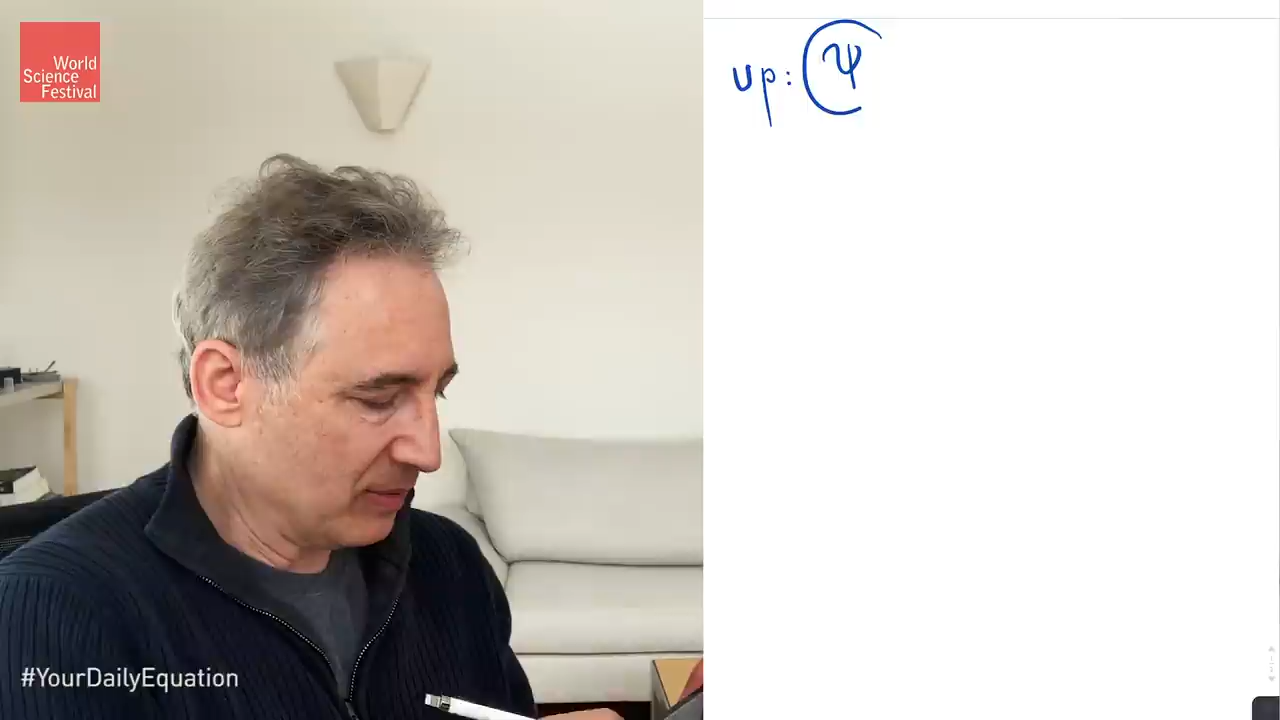 World
Science
Festival
up: Ψ
#YourDailyEquation